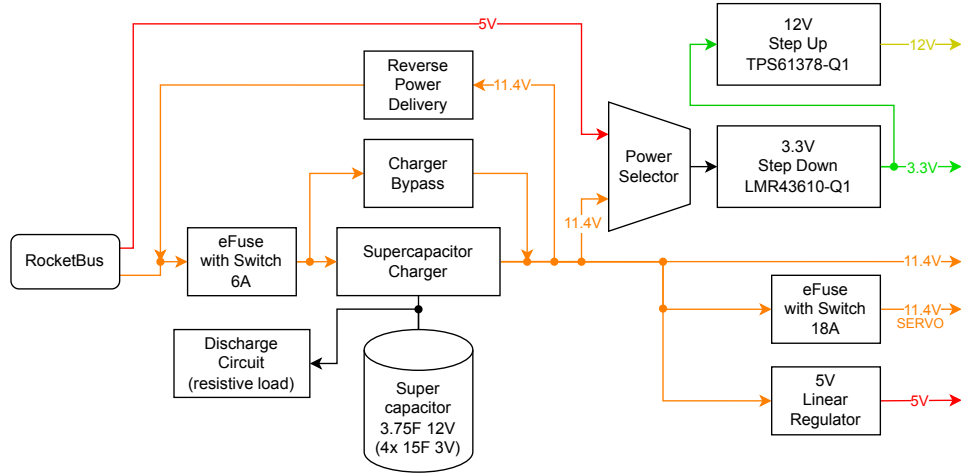 5V
12V
Step Up
TPS61378-Q1
12V
Reverse
Power
Delivery
11.4V
Power
Selector
3.3V
Step Down
LMR43610-Q1
3.3V
Charger
Bypass
11.4V
RocketBus
eFuse
with Switch
6A
Supercapacitor
Charger
11.4V
eFuse
with Switch
18A
11.4V
SERVO
Discharge
Circuit
(resistive load)
Super
capacitor
3.75F 12V
(4x 15F 3V)
5V
Linear
Regulator
5V